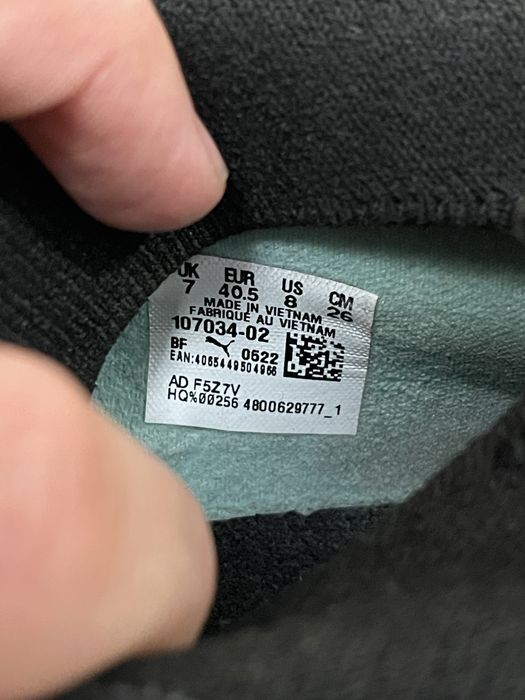 UK EUR US CM
7 40.5 8 26
MADE IN VIETNAM
FABRIQUÉ AU VIETNAM
107034-02
BF 0522
EAN:4065449504966
AD F5Z7V
HQ%00256 4800629777_1